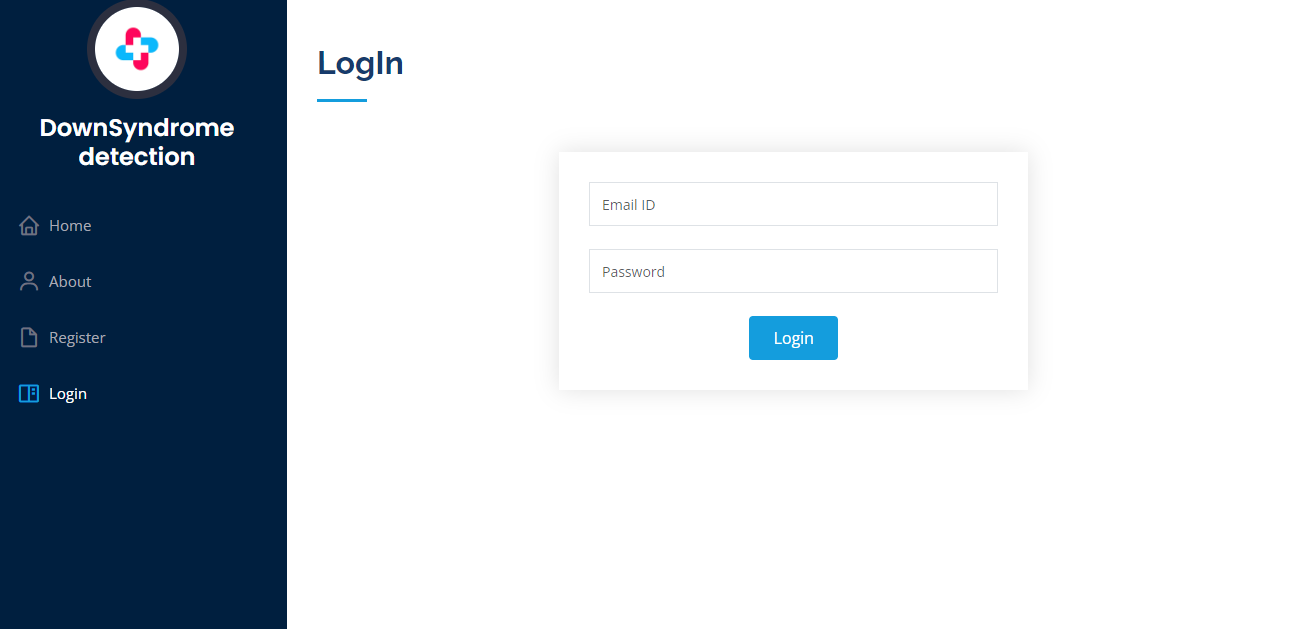 DownSyndrome
detection
Home
About
Register
Login
LogIn
Email ID
Password
Login